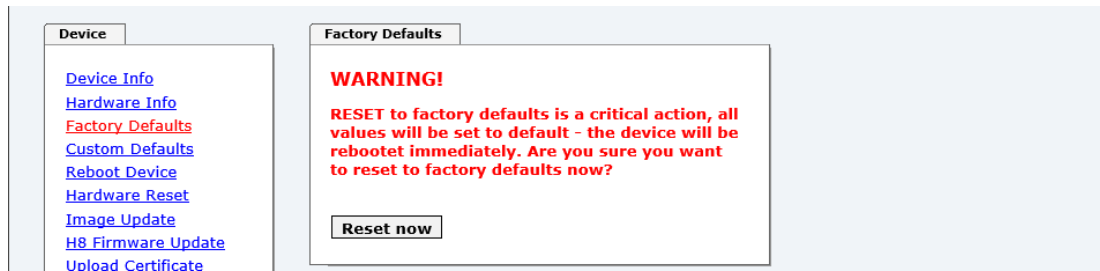 Device
Device Info
Hardware Info
Factory Defaults
Custom Defaults
Reboot Device
Hardware Reset
Image Update
H8 Firmware Update
Upload Certificate
Factory Defaults
WARNING!
RESET to factory defaults is a critical action, all
values will be set to default - the device will be
rebootet immediately. Are you sure you want
to reset to factory defaults now?
Reset now